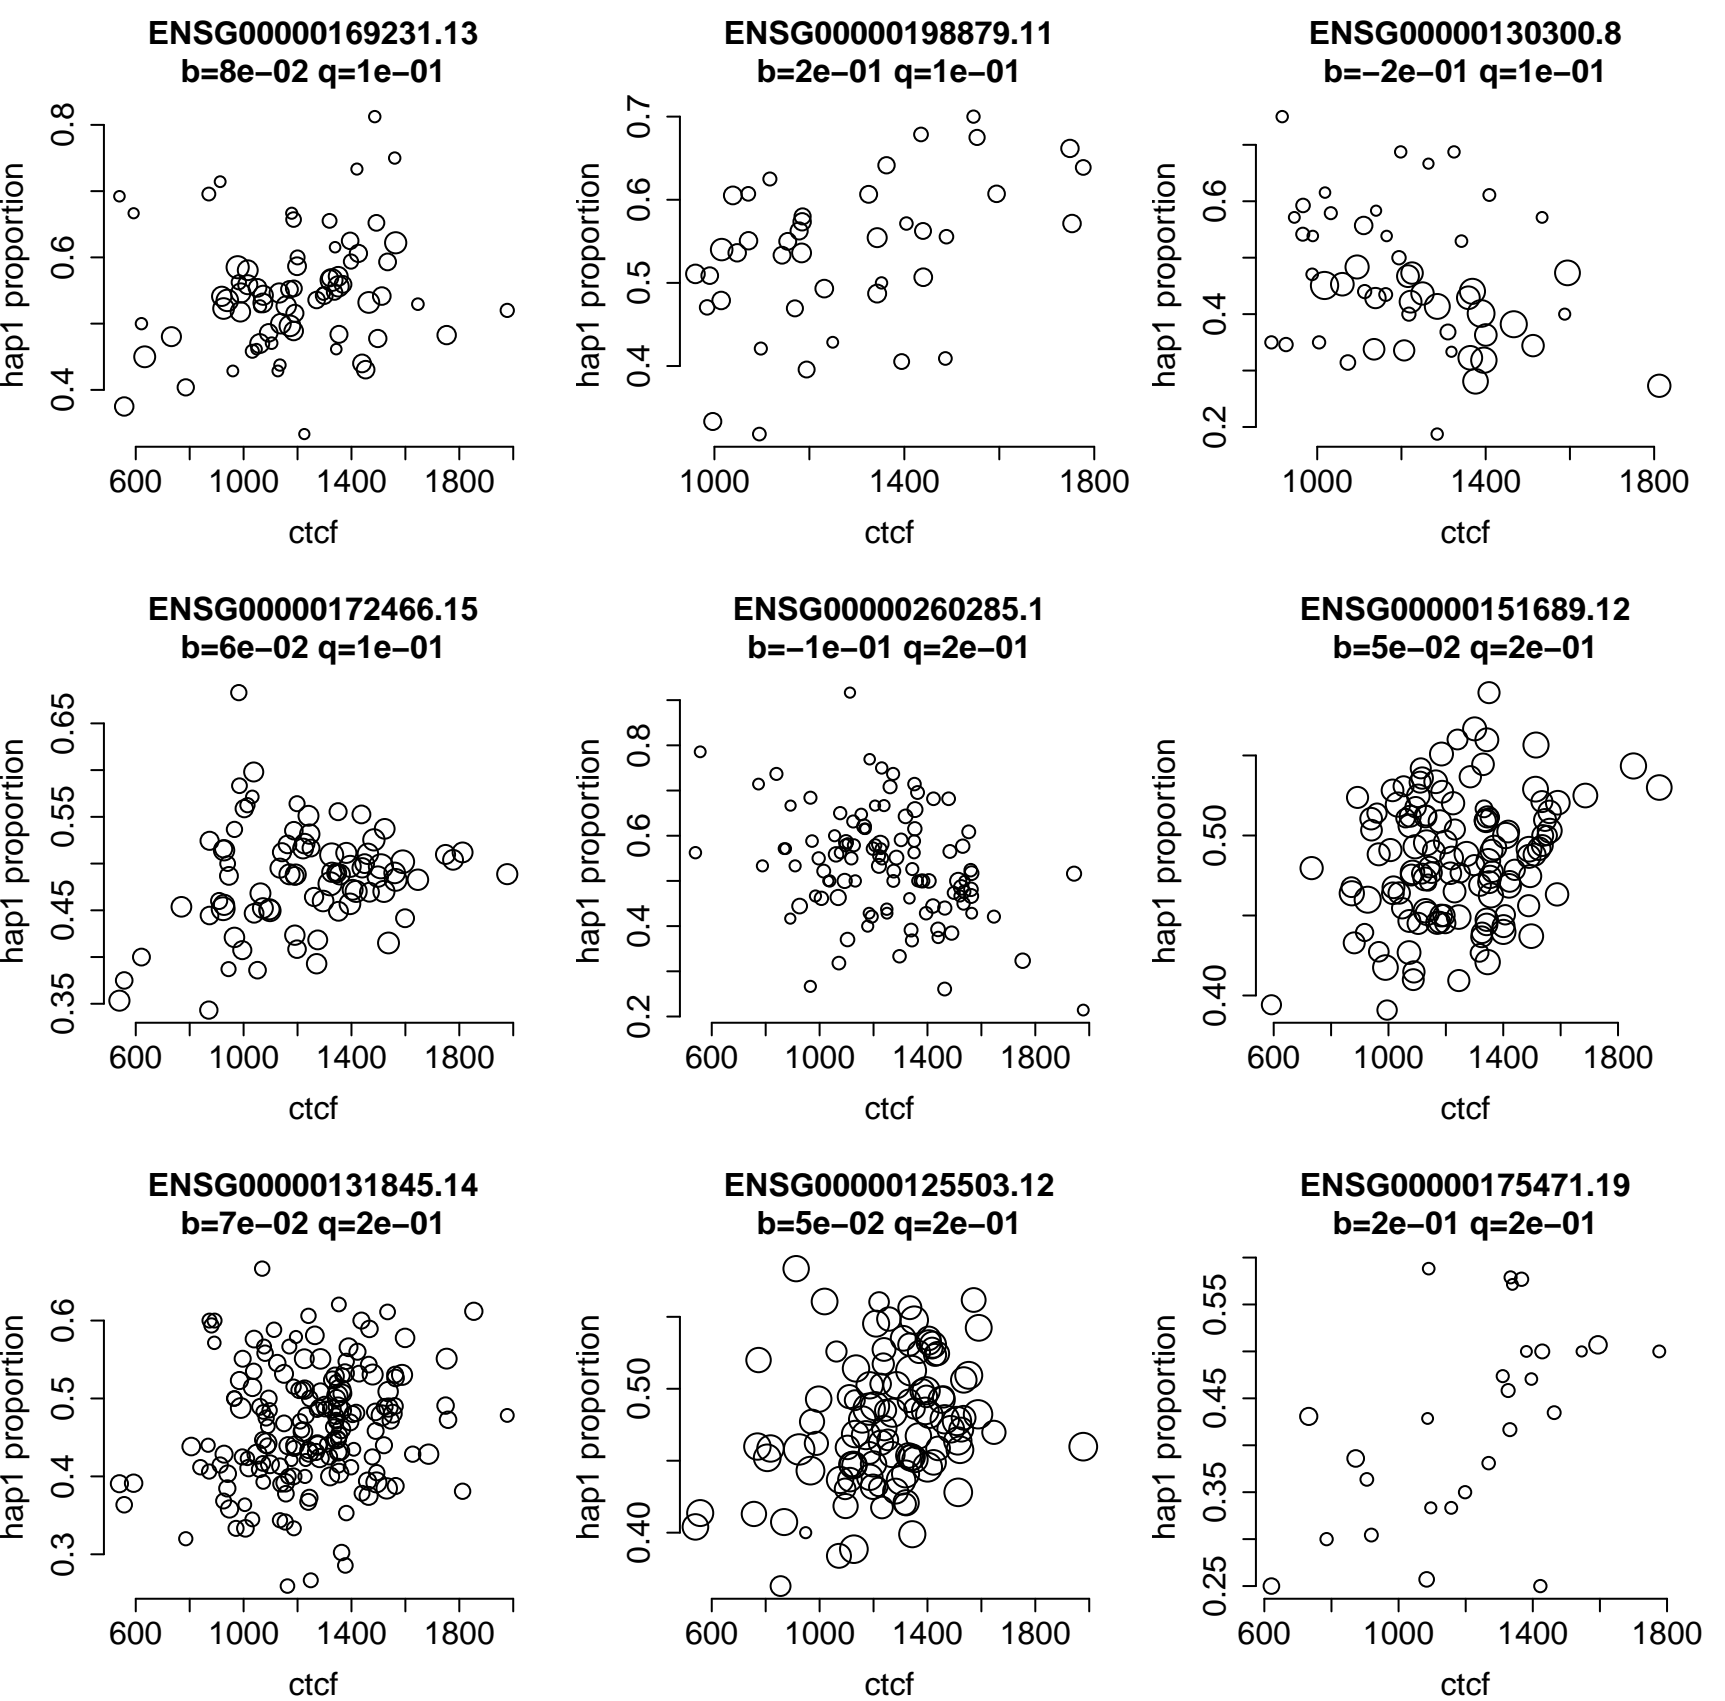 ENSG00000169231.13
b=8e−02 q=1e−01
hap1 proportion
0.4 0.6 0.8
600 1000 1400 1800
ctcf
ENSG00000198879.11
b=2e−01 q=1e−01
hap1 proportion
0.4 0.5 0.6 0.7
1000 1400 1800
ctcf
ENSG00000130300.8
b=−2e−01 q=1e−01
hap1 proportion
0.2 0.4 0.6
1000 1400 1800
ctcf
ENSG00000172466.15
b=6e−02 q=1e−01
hap1 proportion
0.35 0.45 0.55 0.65
600 1000 1400 1800
ctcf
ENSG00000260285.1
b=−1e−01 q=2e−01
hap1 proportion
0.2 0.4 0.6 0.8
600 1000 1400 1800
ctcf
ENSG00000151689.12
b=5e−02 q=2e−01
hap1 proportion
0.40 0.50
600 1000 1400 1800
ctcf
ENSG00000131845.14
b=7e−02 q=2e−01
hap1 proportion
0.3 0.4 0.5 0.6
600 1000 1400 1800
ctcf
ENSG00000125503.12
b=5e−02 q=2e−01
hap1 proportion
0.40 0.50
600 1000 1400 1800
ctcf
ENSG00000175471.19
b=2e−01 q=2e−01
hap1 proportion
0.25 0.35 0.45 0.55
600 1000 1400 1800
ctcf